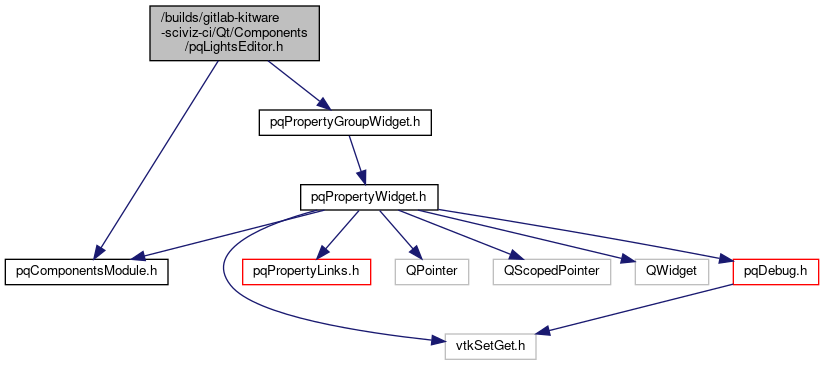 /builds/gitlab-kitware
-sciviz-ci/Qt/Components
/pqLightsEditor.h
pqPropertyGroupWidget.h
pqPropertyWidget.h
pqComponentsModule.h
pqPropertyLinks.h
QPointer
QScopedPointer
QWidget
pqDebug.h
vtkSetGet.h